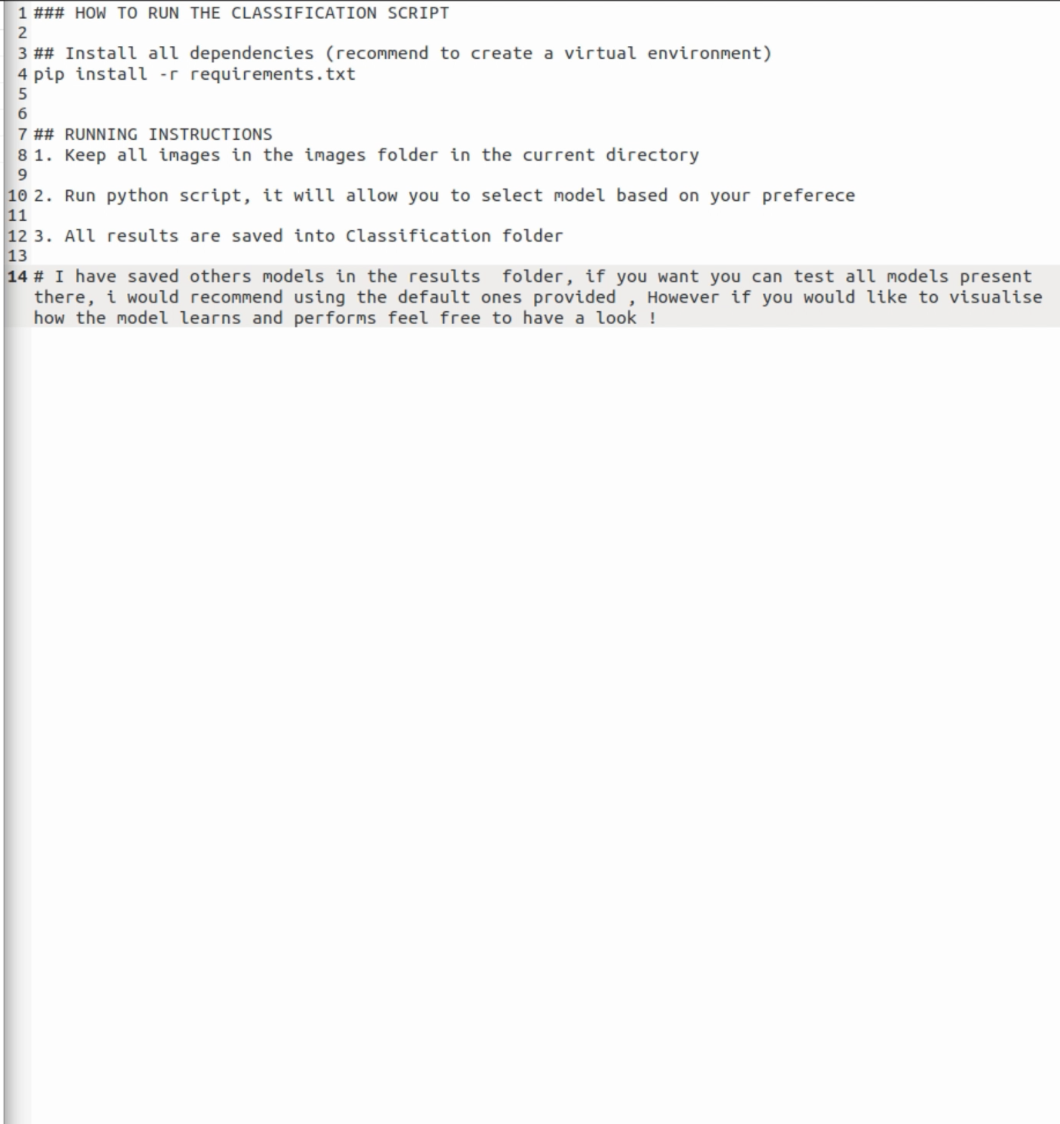 1 ### HOW TO RUN THE CLASSIFICATION SCRIPT
2
3 ## Install all dependencies (recommend to create a virtual environment)
4 pip install -r requirements.txt
5
6
7 ## RUNNING INSTRUCTIONS
8 1. Keep all images in the images folder in the current directory
9
10 2. Run python script, it will allow you to select model based on your preferece
11
12 3. All results are saved into Classification folder
13
14 # I have saved others models in the results  folder, if you want you can test all models present
there, i would recommend using the default ones provided , However if you would like to visualise
how the model learns and performs feel free to have a look !